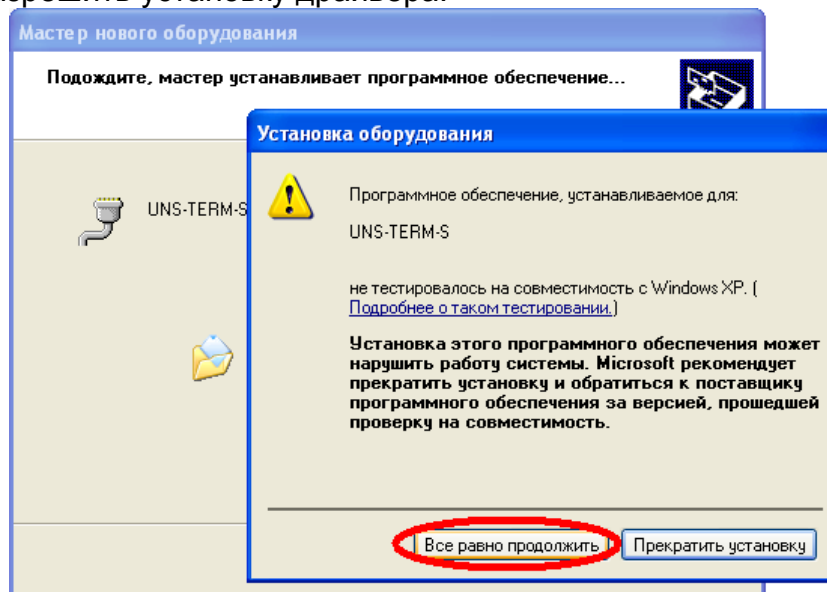 установку драйвера.
Мастер нового оборудования
Подождите, мастер устанавливает программное обеспечение...
Установка оборудования
UNS-TERM-S
Программное обеспечение, устанавливаемое для:
UNS-TERM-S
не тестировалось на совместимость с Windows XP. (
Подробнее о таком тестировании.)
Установка этого программного обеспечения может
нарушить работу системы. Microsoft рекомендует
прекратить установку и обратиться к поставщику
программного обеспечения за версией, прошедшей
проверку на совместимость.
Все равно продолжить
Прекратить установку